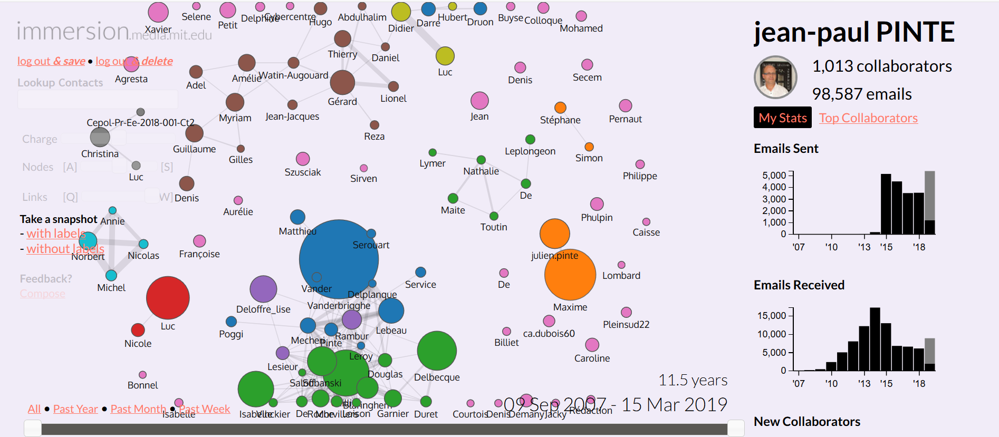 Xavier
Selene
Petit
Delphine
Cybercentre
Hugo
Abdulhalim
Didier
Darre
Hubert
Druon
Buyse
Colloque
Mohamed
immersion.media.mit.edu
log out & save • log out & delete
Agresta
Lookup Contacts
Adel
Amélie
Watin-Augouard
Thierry
Daniel
Luc
Denis
Secem
Gérard
Lionel
Myriam
Jean-Jacques
Jean
Stéphane
Pernaut
Cepol-Pr-Ee-2018-001-Ct2
Charge
Christina
Guillaume
Gilles
Reza
Leplongeon
Simon
Nodes [A] [S]
Luc
Szusciak
Sirven
Lymer
Nathalie
Philippe
Links [Q] W]
Denis
Aurélie
De
Maite
Phulpin
Take a snapshot
Annie
- with labels
- without labels
Norbert
Nicolas
Françoise
Matthieu
Serouart
Toutin
julien.pinte
Caisse
Feedback?
Compose
Michel
Vander
Delplanque
Service
De
Lombard
Deloffre_lise
Vanderbrigghe
Maxime
Luc
Poggi
Mecheri
Pinte
Rambur
Lebeau
ca.dubois60
Pleinsud22
Nicole
Lesieur
Leroy
Billiet
Caroline
Bonnel
Sobanski
Douglas
Delbecque
11.5 years
09 Sep 2007 - 15 Mar 2019
All • Past Year • Past Month • Past Week
Isabelle
Isabelle
Vinckier
De
Roche
Morvillers
Loison
Blaringhem
Garnier
Duret
Courtois
Denis
Demany
Jacky
Rédaction
jean-paul PINTE
1,013 collaborators
98,587 emails
My Stats Top Collaborators
Emails Sent
5,000
4,000
3,000
2,000
1,000
0
'07 '10 '13 '15 '18
Emails Received
15,000
10,000
5,000
0
'07 '10 '13 '15 '18
New Collaborators